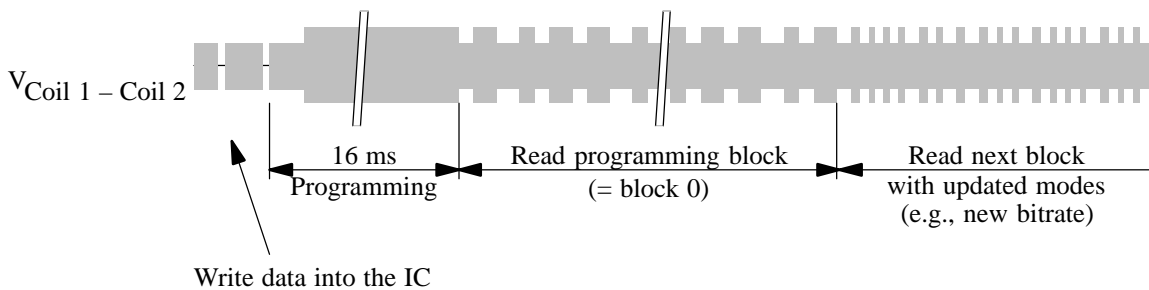 V Coil 1 – Coil 2
16 ms
Programming
Read programming block
(= block 0)
Read next block
with updated modes
(e.g., new bitrate)
Write data into the IC